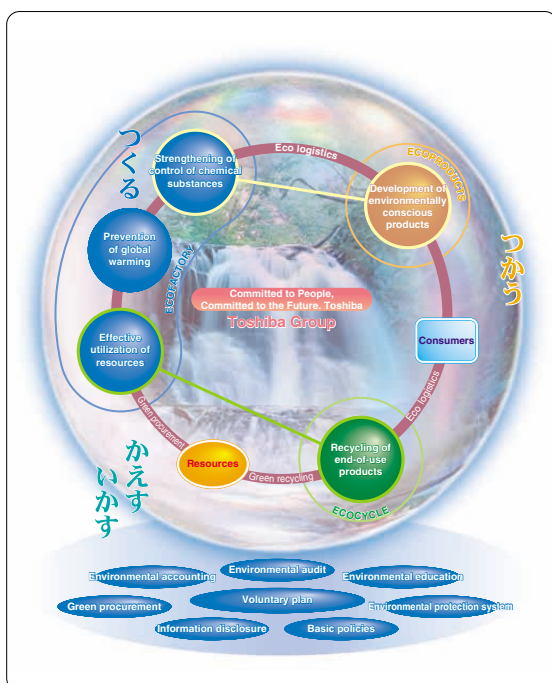 つくる
Strengthening of
control of chemical
substances
Eco logistics
ECOPRODUCTS
Development of
environmentally
conscious
products
つかう
Prevention
of global
warming
ECOFACTORY
Committed to People,
Committed to the Future. Toshiba
Toshiba Group
Effective
utilization of
resources
Consumers
Eco logistics
Green procurement
Resources
Green recycling
Recycling of
end-of-use
products
ECOCYCLE
かえす
いかす
Environmental audit
Environmental accounting
Environmental education
Voluntary plan
Green procurement
Environmental protection system
Information disclosure
Basic policies